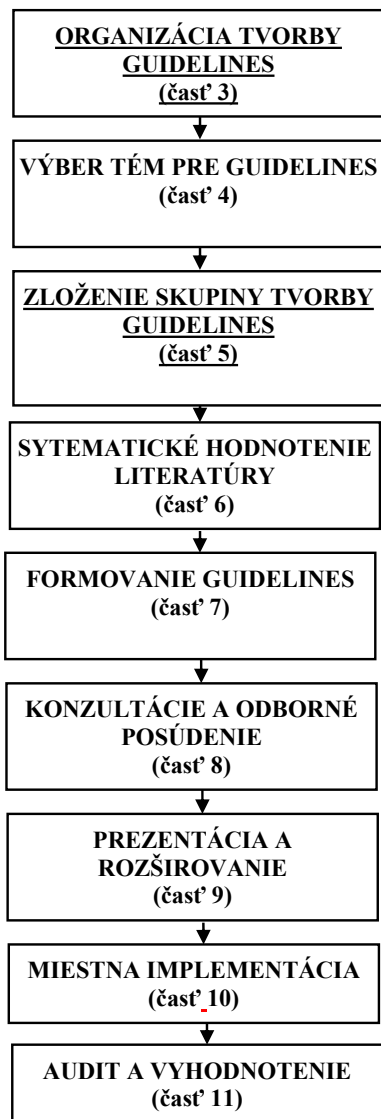 ORGANIZÁCIA TVORBY
GUIDELINES
(časť 3)
VÝBER TÉM PRE GUIDELINES
(časť 4)
ZLOŽENIE SKUPINY TVORBY
GUIDELINES
(časť 5)
SYTEMATICKÉ HODNOTENIE
LITERATÚRY
(časť 6)
FORMOVANIE GUIDELINES
(časť 7)
KONZULTÁCIE A ODBORNÉ
POSÚDENIE
(časť 8)
PREZENTÁCIA A
ROZŠIROVANIE
(časť 9)
MIESTNA IMPLEMENTÁCIA
(časť 10)
AUDIT A VYHODNOTENIE
(časť 11)